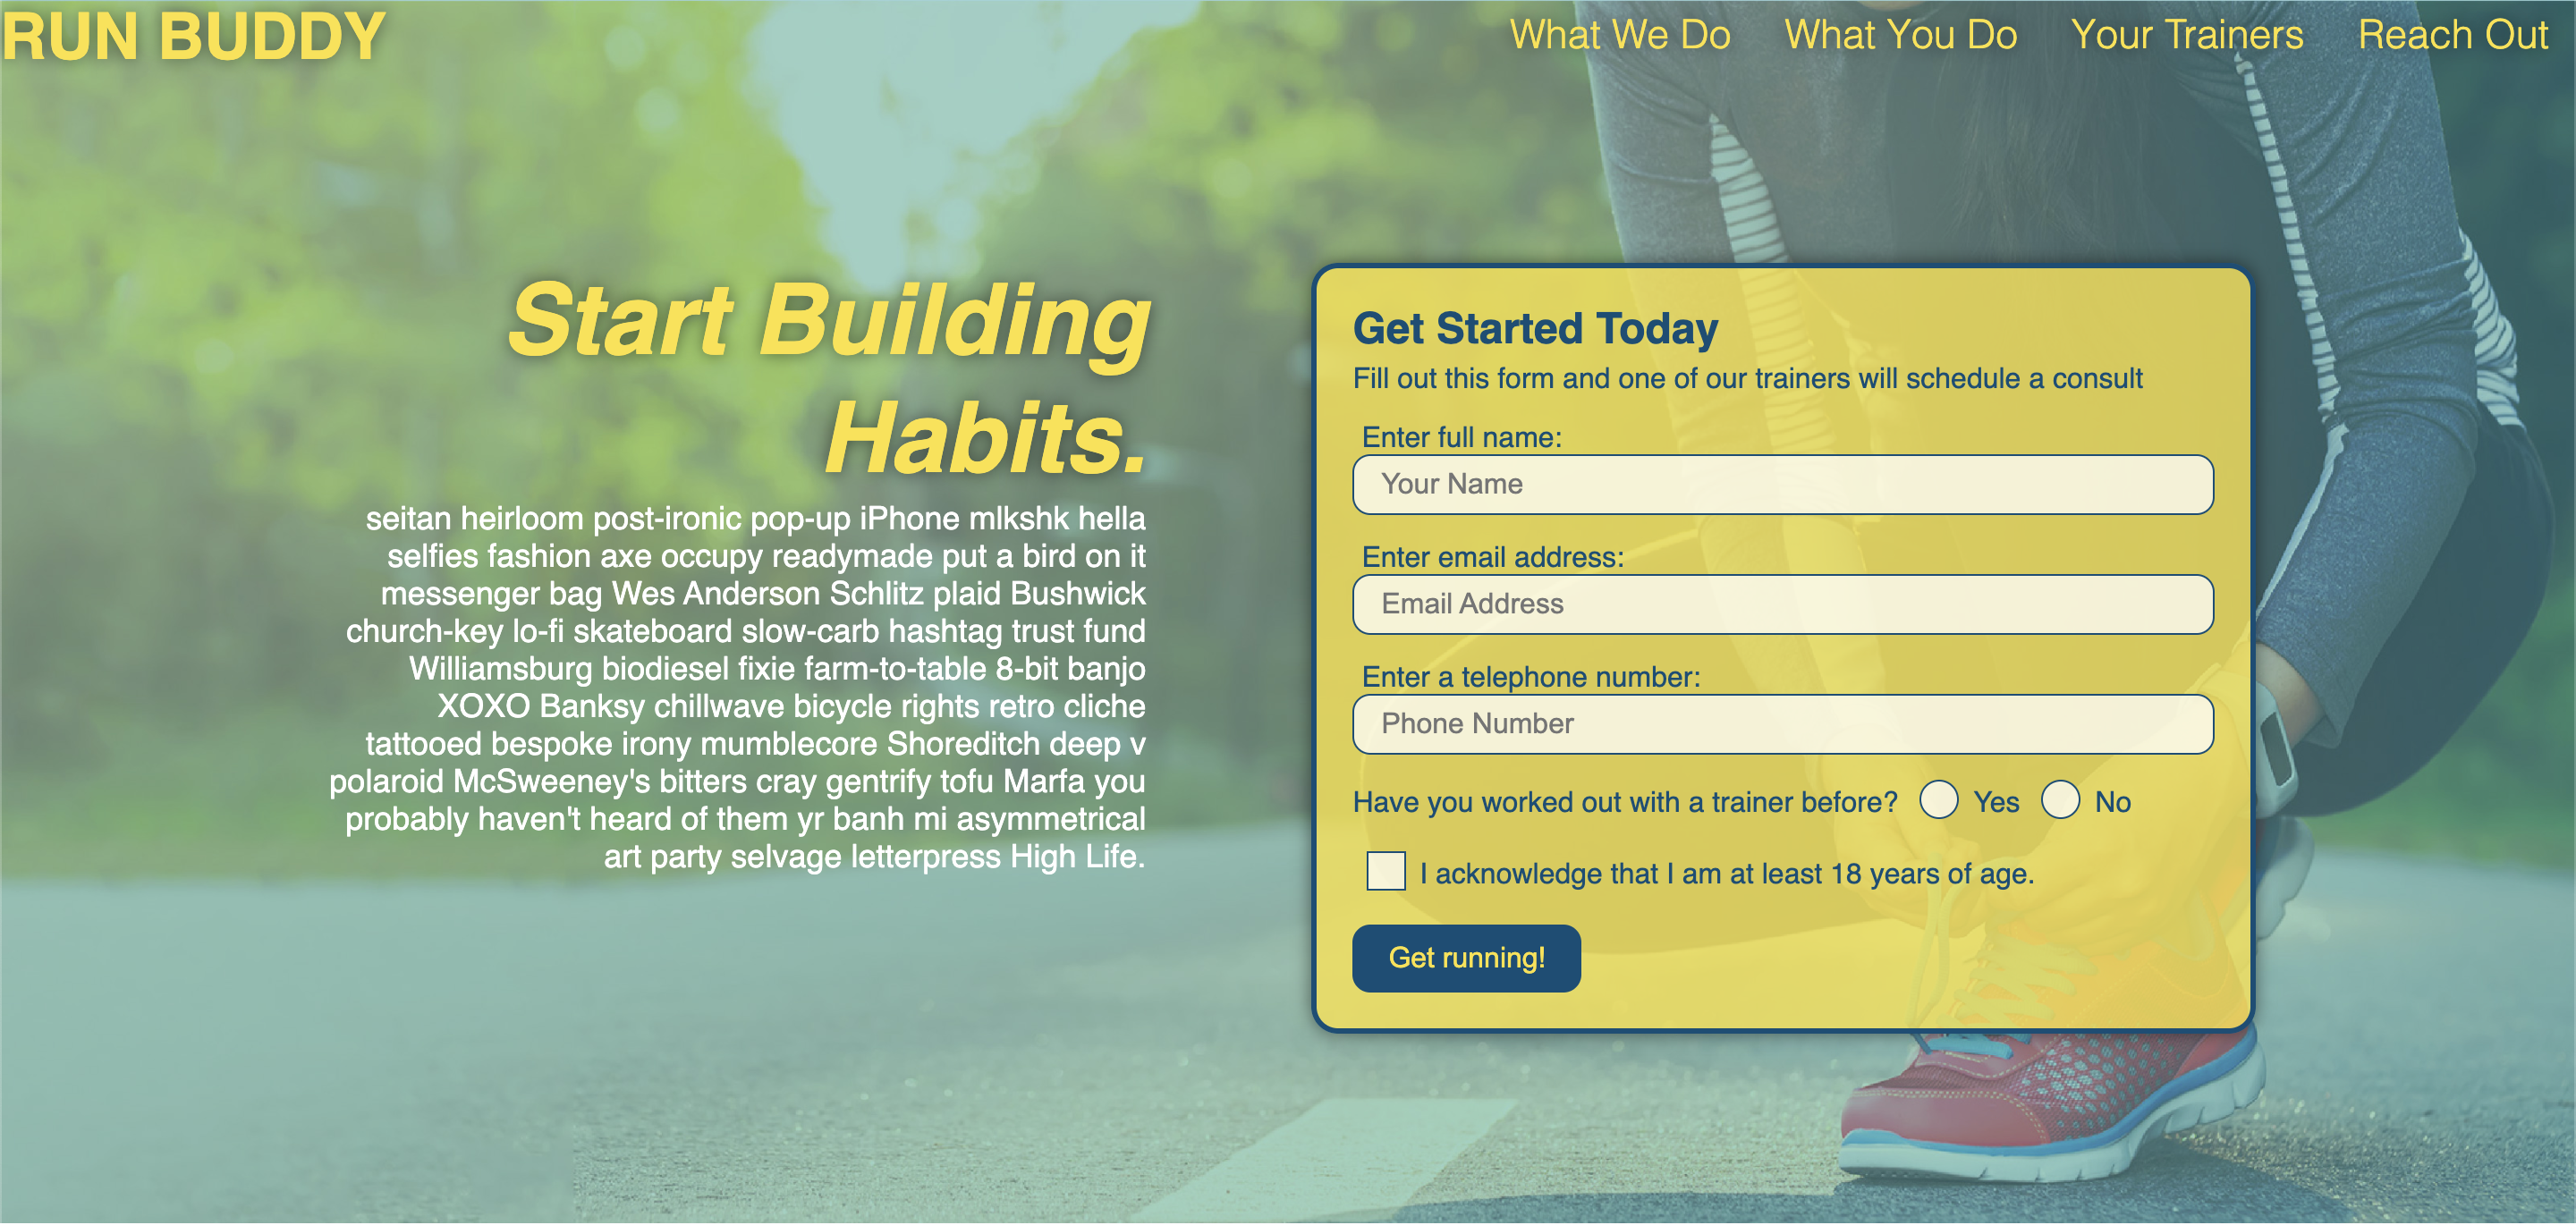 RUN BUDDY
What We Do
What You Do
Your Trainers
Reach Out
Start Building
Habits.
seitan heirloom post-ironic pop-up iPhone mlkshk hella
selfies fashion axe occupy readymade put a bird on it
messenger bag Wes Anderson Schlitz plaid Bushwick
church-key lo-fi skateboard slow-carb hashtag trust fund
Williamsburg biodiesel fixie farm-to-table 8-bit banjo
XOXO Banksy chillwave bicycle rights retro cliche
tattooed bespoke irony mumblecore Shoreditch deep v
polaroid McSweeney's bitters cray gentrify tofu Marfa you
probably haven't heard of them yr banh mi asymmetrical
art party selvage letterpress High Life.
Get Started Today
Fill out this form and one of our trainers will schedule a consult
Enter full name:
Your Name
Enter email address:
Email Address
Enter a telephone number:
Phone Number
Have you worked out with a trainer before? Yes No
I acknowledge that I am at least 18 years of age.
Get running!